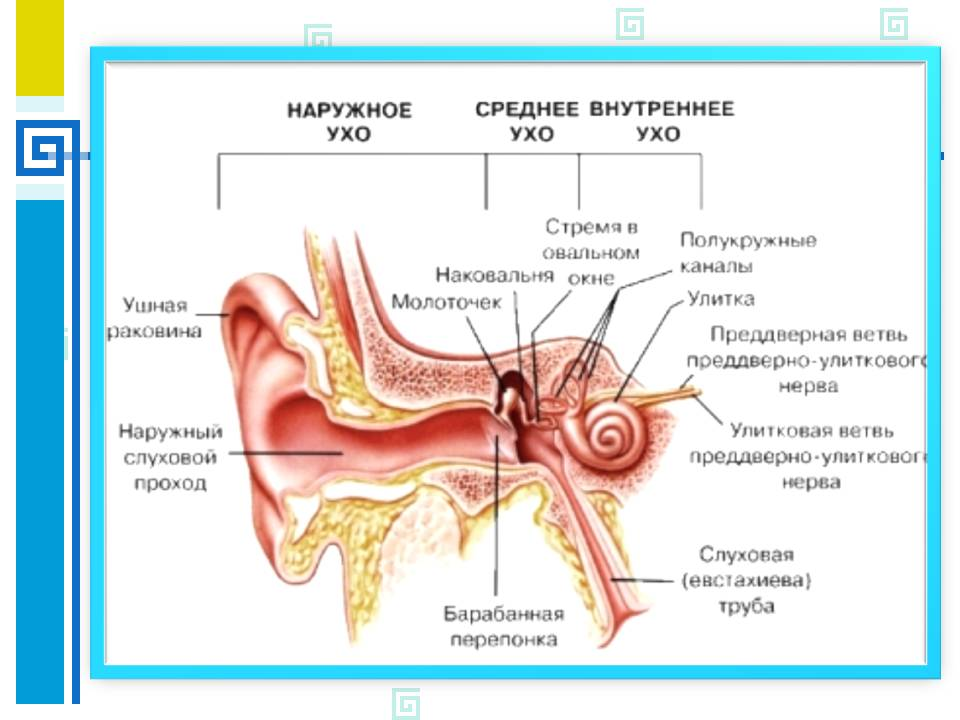 НАРУЖНОЕ
УХО
СРЕДНЕЕ
УХО
ВНУТРЕННЕЕ
УХО
Стремя в
овальном
окне
Полукружные
каналы
Наковальня
Молоточек
Улитка
Ушная
раковина
Преддверная ветвь
преддверно-улиткового
нерва
Наружный
слуховой
проход
Улитковая ветвь
преддверно-улитковог
нерва
Слуховая
(евстахиева)
труба
Барабанная
перепонка